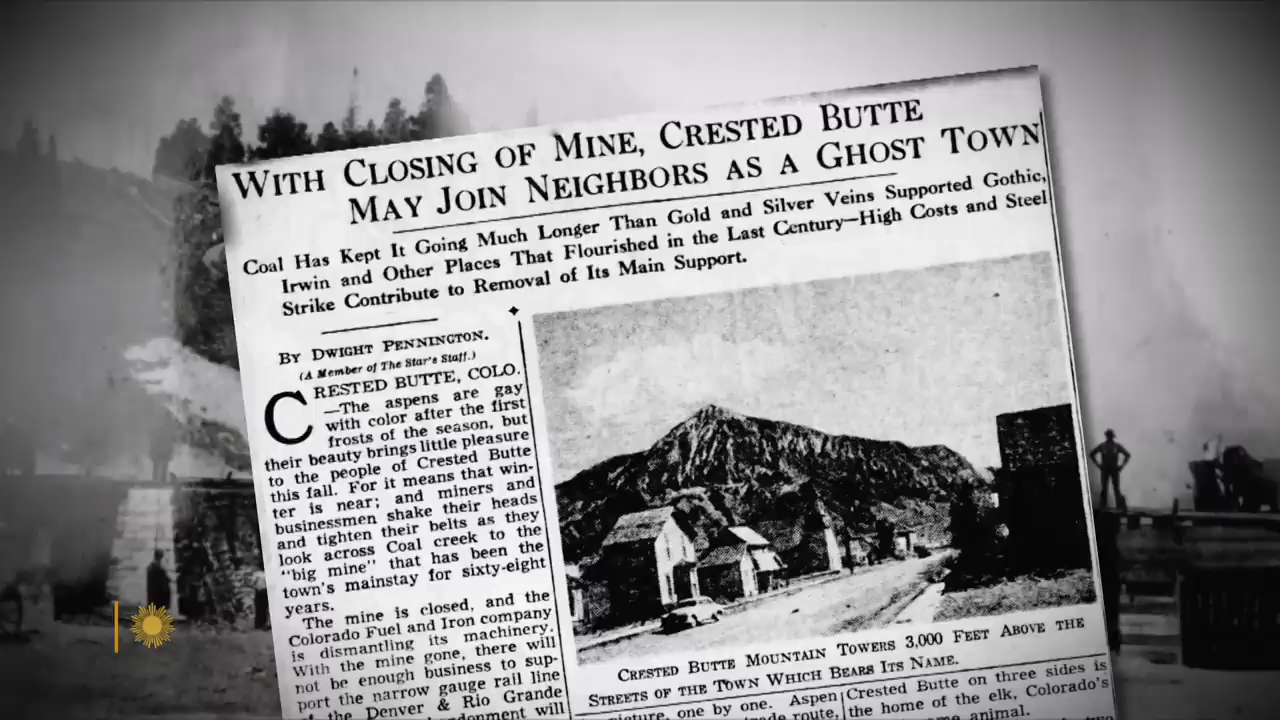 WITH CLOSING OF MINE, CRESTED BUTTE
MAY JOIN NEIGHBORS AS A GHOST TOWN
Coal Has Kept It Going Much Longer Than Gold and Silver Veins Supported Gothic,
Irwin and Other Places That Flourished in the Last Century—High Costs and Steel
Strike Contribute to Removal of Its Main Support.
BY DWIGHT PENNINGTON.
(A Member of The Star's Staff.)
CRESTED BUTTE, COLO.
—The aspens are gay
with color after the first
frosts of the season, but
their beauty brings little pleasure
to the people of Crested Butte
this fall. For it means that win-
ter is near; and miners and
businessmen shake their heads
and tighten their belts as they
look across Coal creek to the
"big mine" that has been the
town's mainstay for sixty-eight
years.
The mine is closed, and the
Colorado Fuel and Iron company
is dismantling its machinery.
With the mine gone, there will
not be enough business to sup-
port the narrow gauge rail line
of the Denver & Rio Grande
will
CRESTED BUTTE MOUNTAIN TOWERS 3,000 FEET ABOVE THE
STREETS OF THE TOWN WHICH BEARS ITS NAME.
picture, one by one. Aspen
route,
Crested Butte on three sides is
the home of the elk, Colorado's
animal.